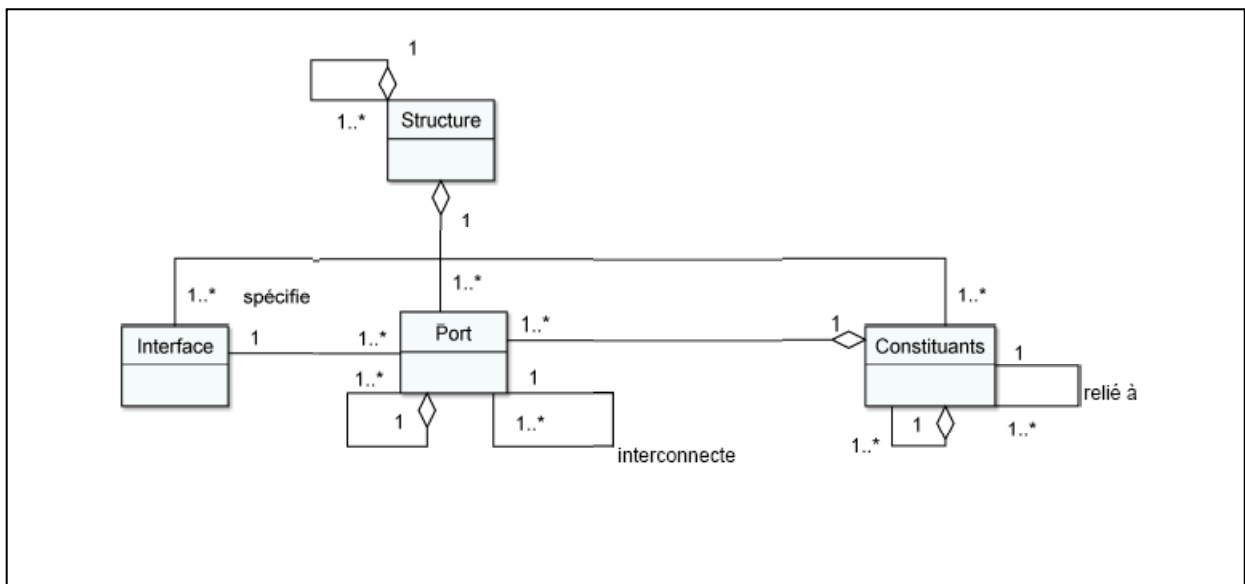 1
1..*
Structure
1
1..*
spécifie
1..*
1..*
Interface
1
1..*
Port
1..*
1
Constituants
1
1..*
1
1
1..*
relié à
1..*
1
1..*
interconnecte